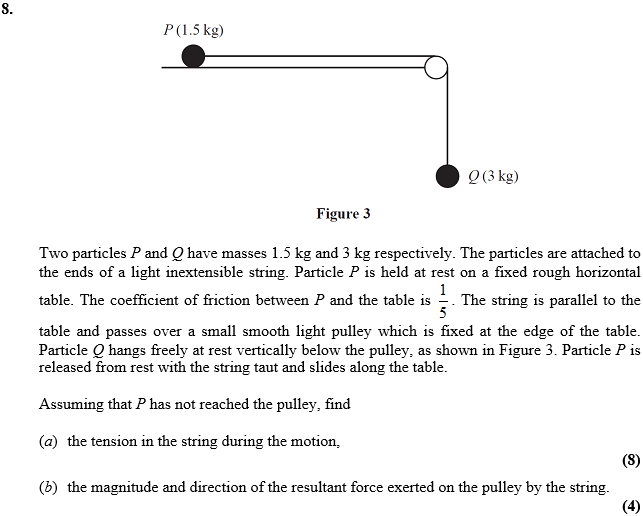 8.
P (1.5 kg)
Q (3 kg)
Figure 3
Two particles P and Q have masses 1.5 kg and 3 kg respectively. The particles are attached to
the ends of a light inextensible string. Particle P is held at rest on a fixed rough horizontal
table. The coefficient of friction between P and the table is 1/5. The string is parallel to the
table and passes over a small smooth light pulley which is fixed at the edge of the table.
Particle Q hangs freely at rest vertically below the pulley, as shown in Figure 3. Particle P is
released from rest with the string taut and slides along the table.
Assuming that P has not reached the pulley, find
(a) the tension in the string during the motion,
(8)
(b) the magnitude and direction of the resultant force exerted on the pulley by the string.
(4)